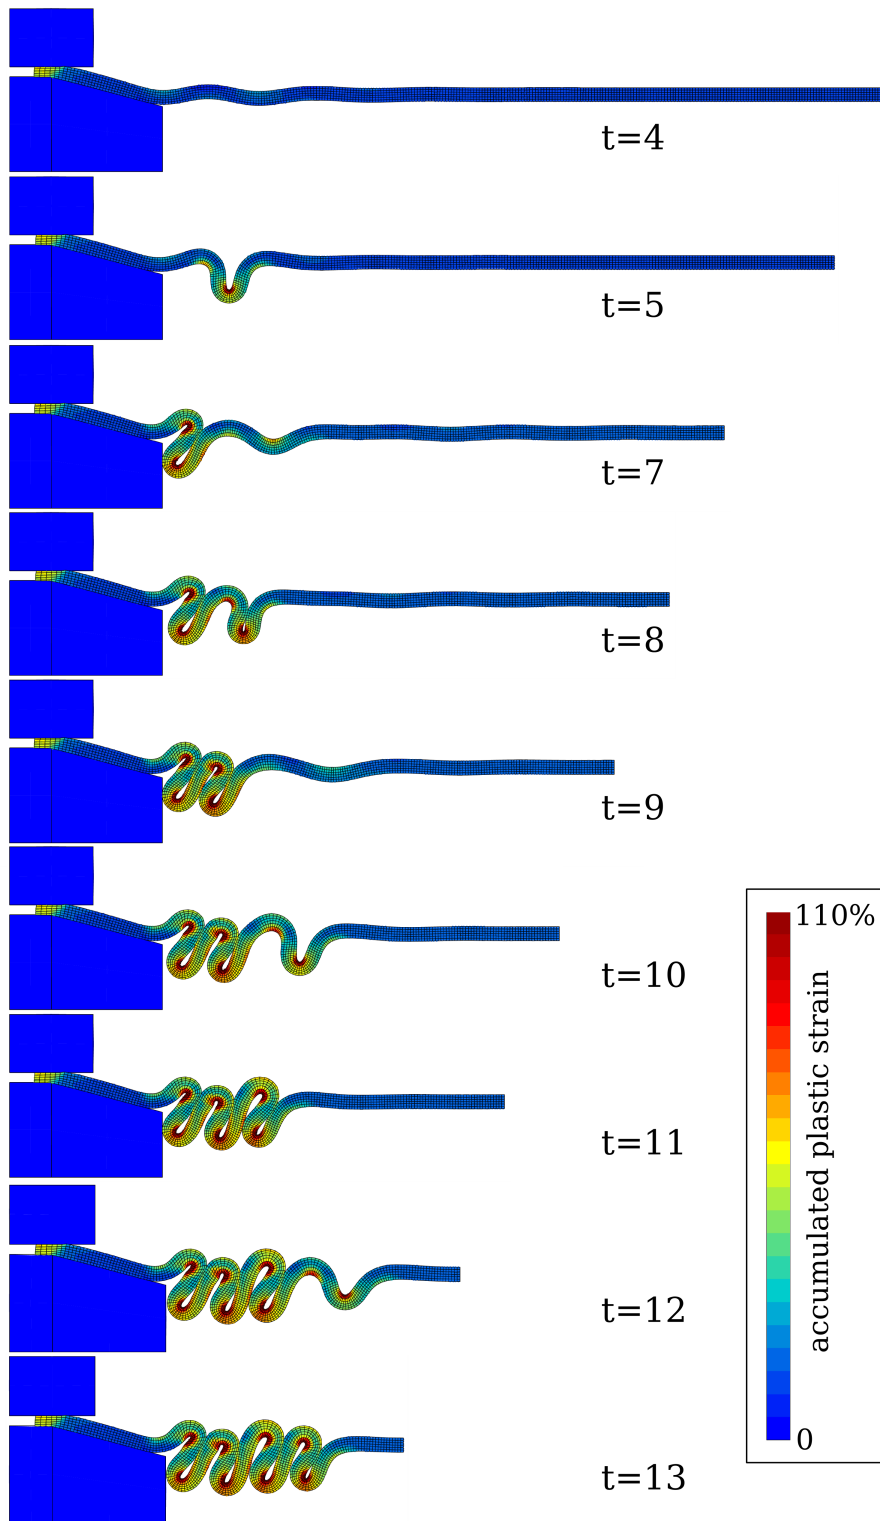 t=4
t=5
t=7
t=8
t=9
t=10
t=11
t=12
t=13
110%
accumulated plastic strain
0